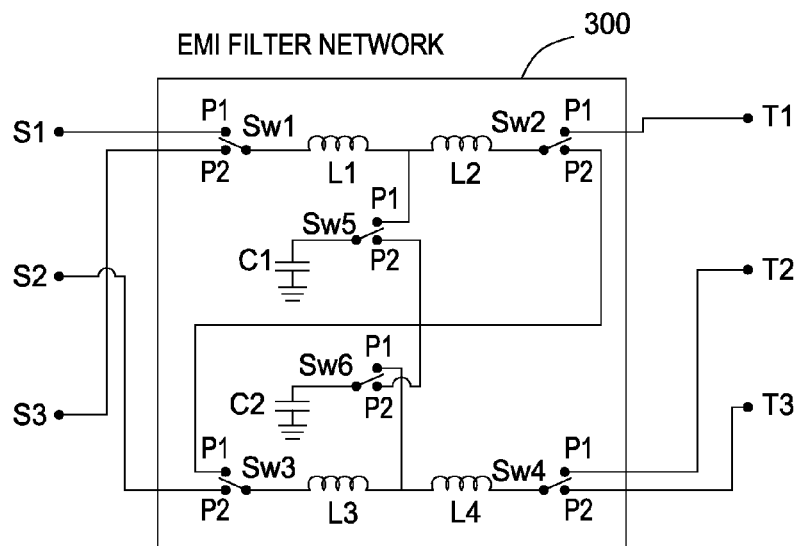 300
EMI FILTER NETWORK
S1
P1
Sw1
P2
L1
L2
Sw2
P1
P2
T1
P1
Sw5
P2
C1
S2
T2
P1
Sw6
P2
C2
S3
T3
P1
Sw3
P2
L3
L4
Sw4
P1
P2